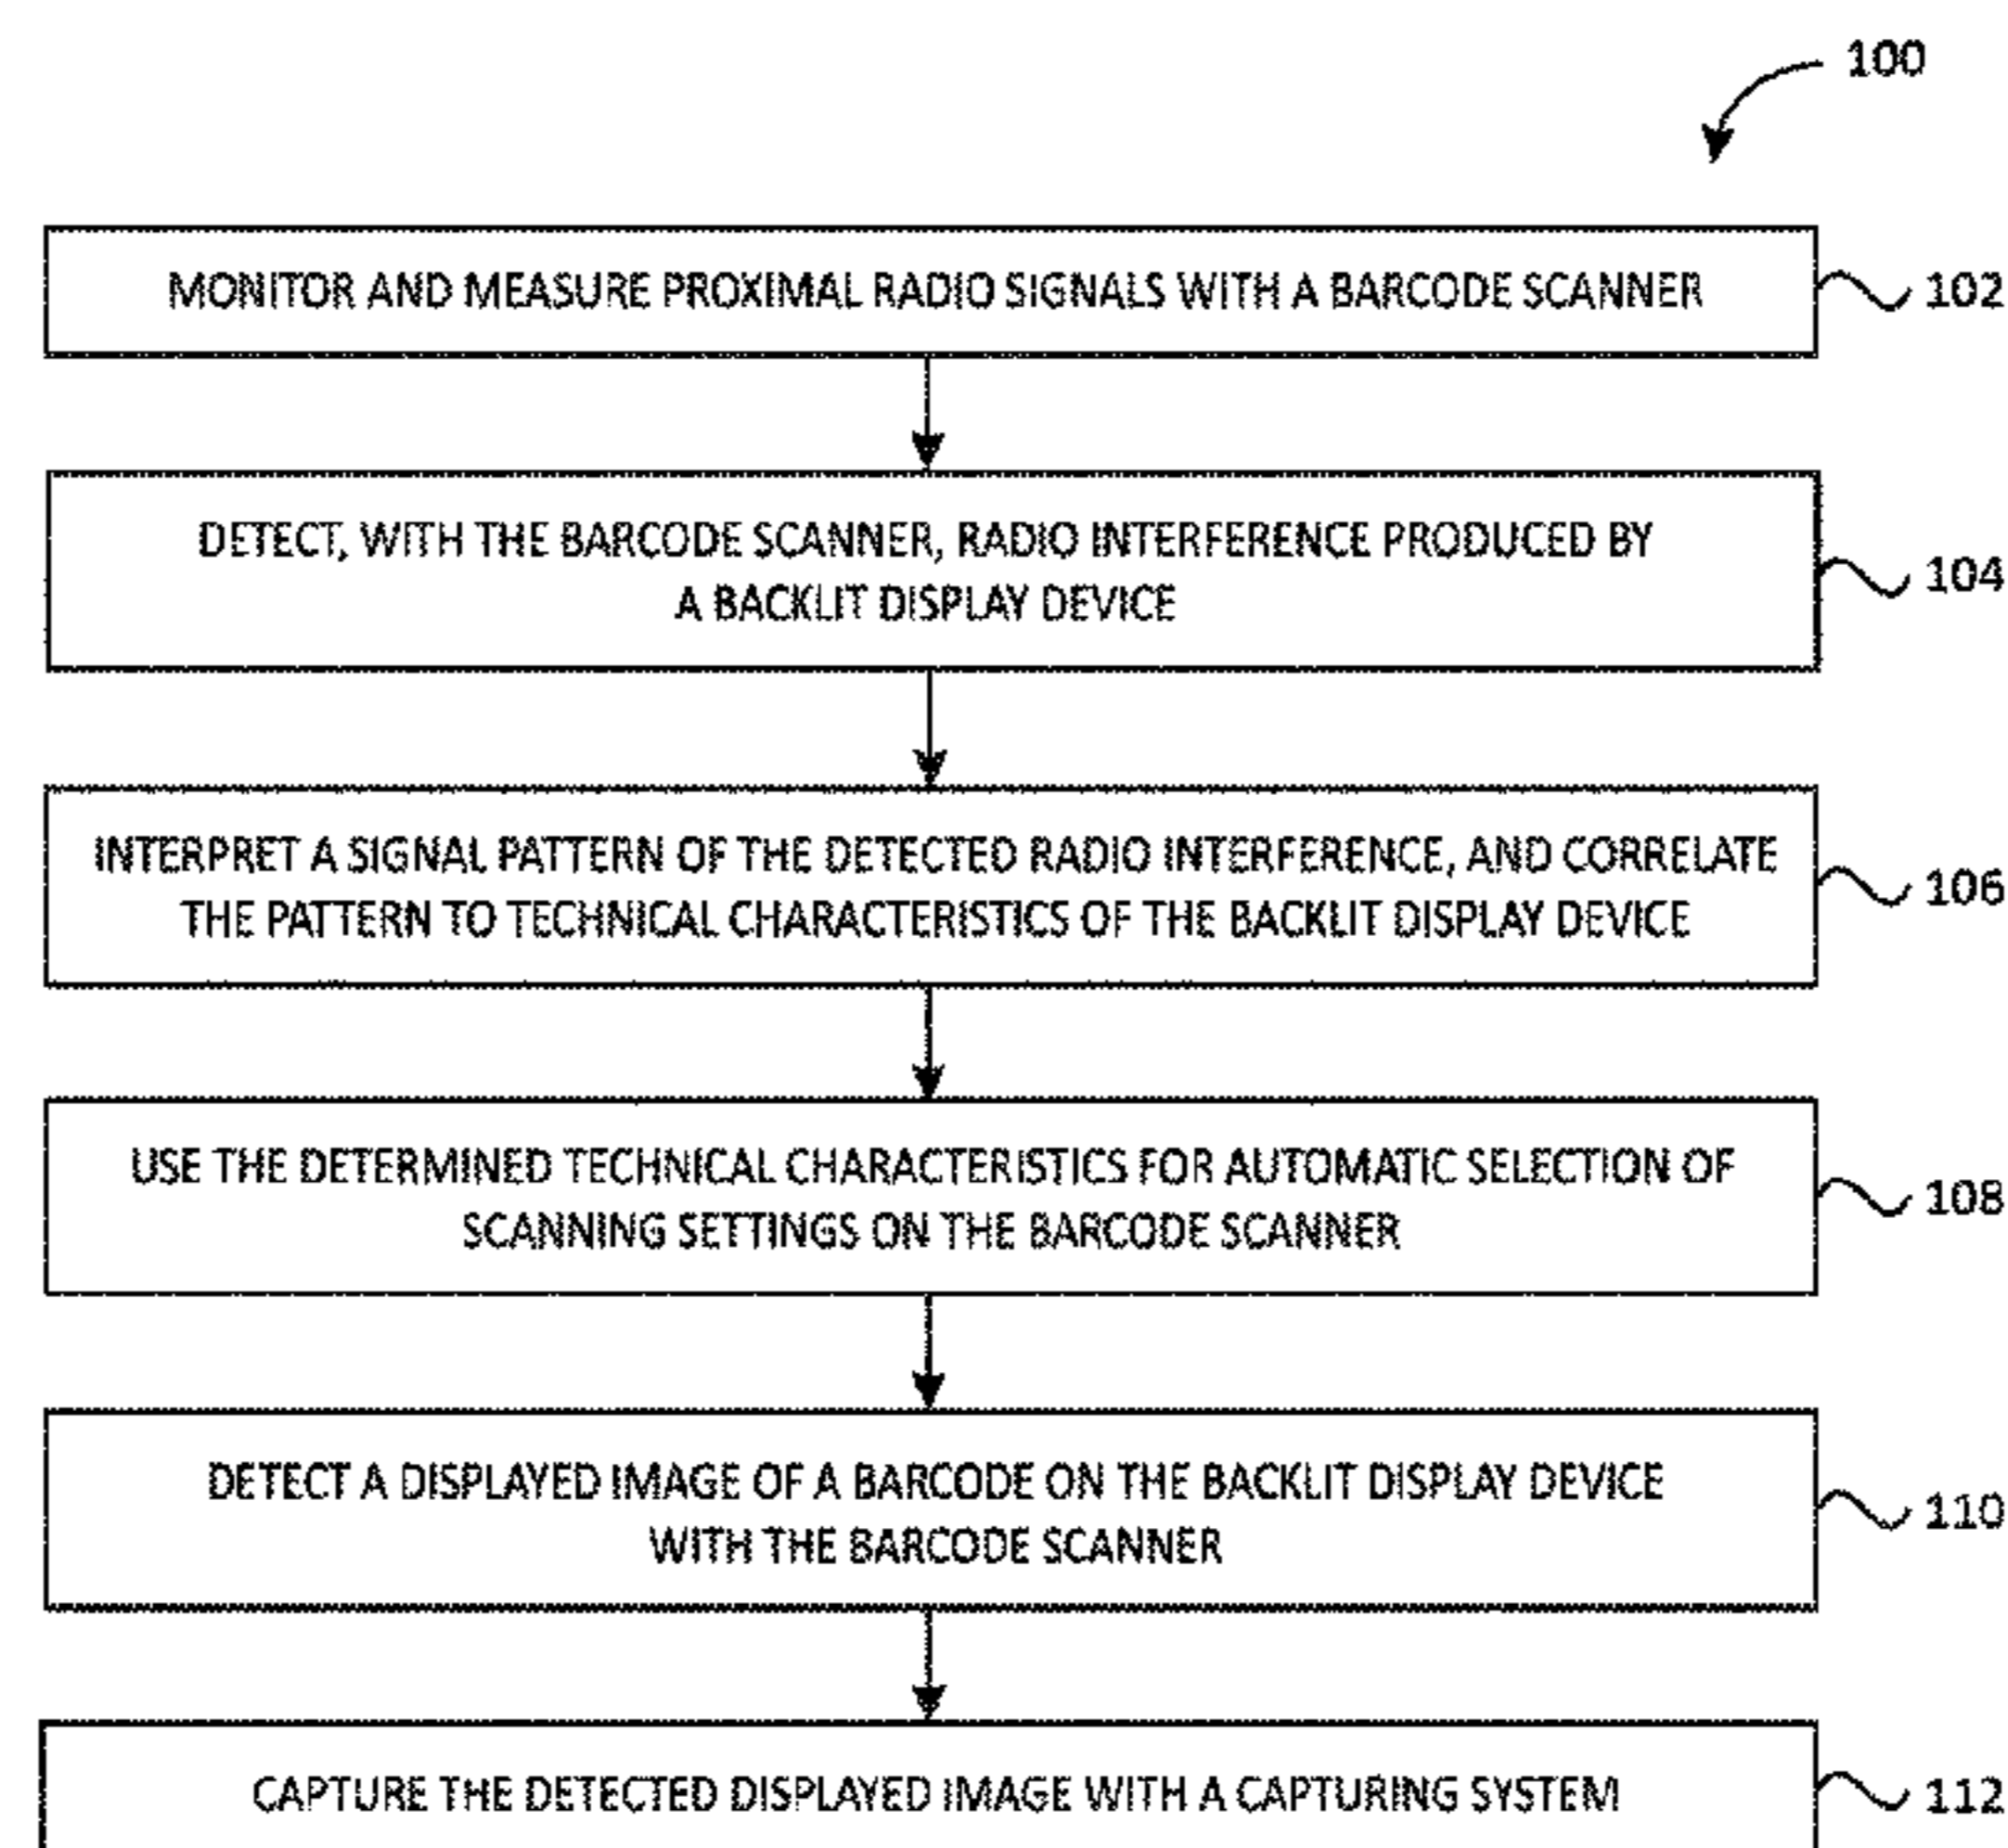 100
MONITOR AND MEASURE PROXIMAL RADIO SIGNALS WITH A BARCODE SCANNER
102
DETECT, WITH THE BARCODE SCANNER, RADIO INTERFERENCE PRODUCED BY
A BACKLIT DISPLAY DEVICE
104
INTERPRET A SIGNAL PATTERN OF THE DETECTED RADIO INTERFERENCE, AND CORRELATE
THE PATTERN TO TECHNICAL CHARACTERISTICS OF THE BACKLIT DISPLAY DEVICE
106
USE THE DETERMINED TECHNICAL CHARACTERISTICS FOR AUTOMATIC SELECTION OF
SCANNING SETTINGS ON THE BARCODE SCANNER
108
DETECT A DISPLAYED IMAGE OF A BARCODE ON THE BACKLIT DISPLAY DEVICE
WITH THE BARCODE SCANNER
110
CAPTURE THE DETECTED DISPLAYED IMAGE WITH A CAPTURING SYSTEM
112